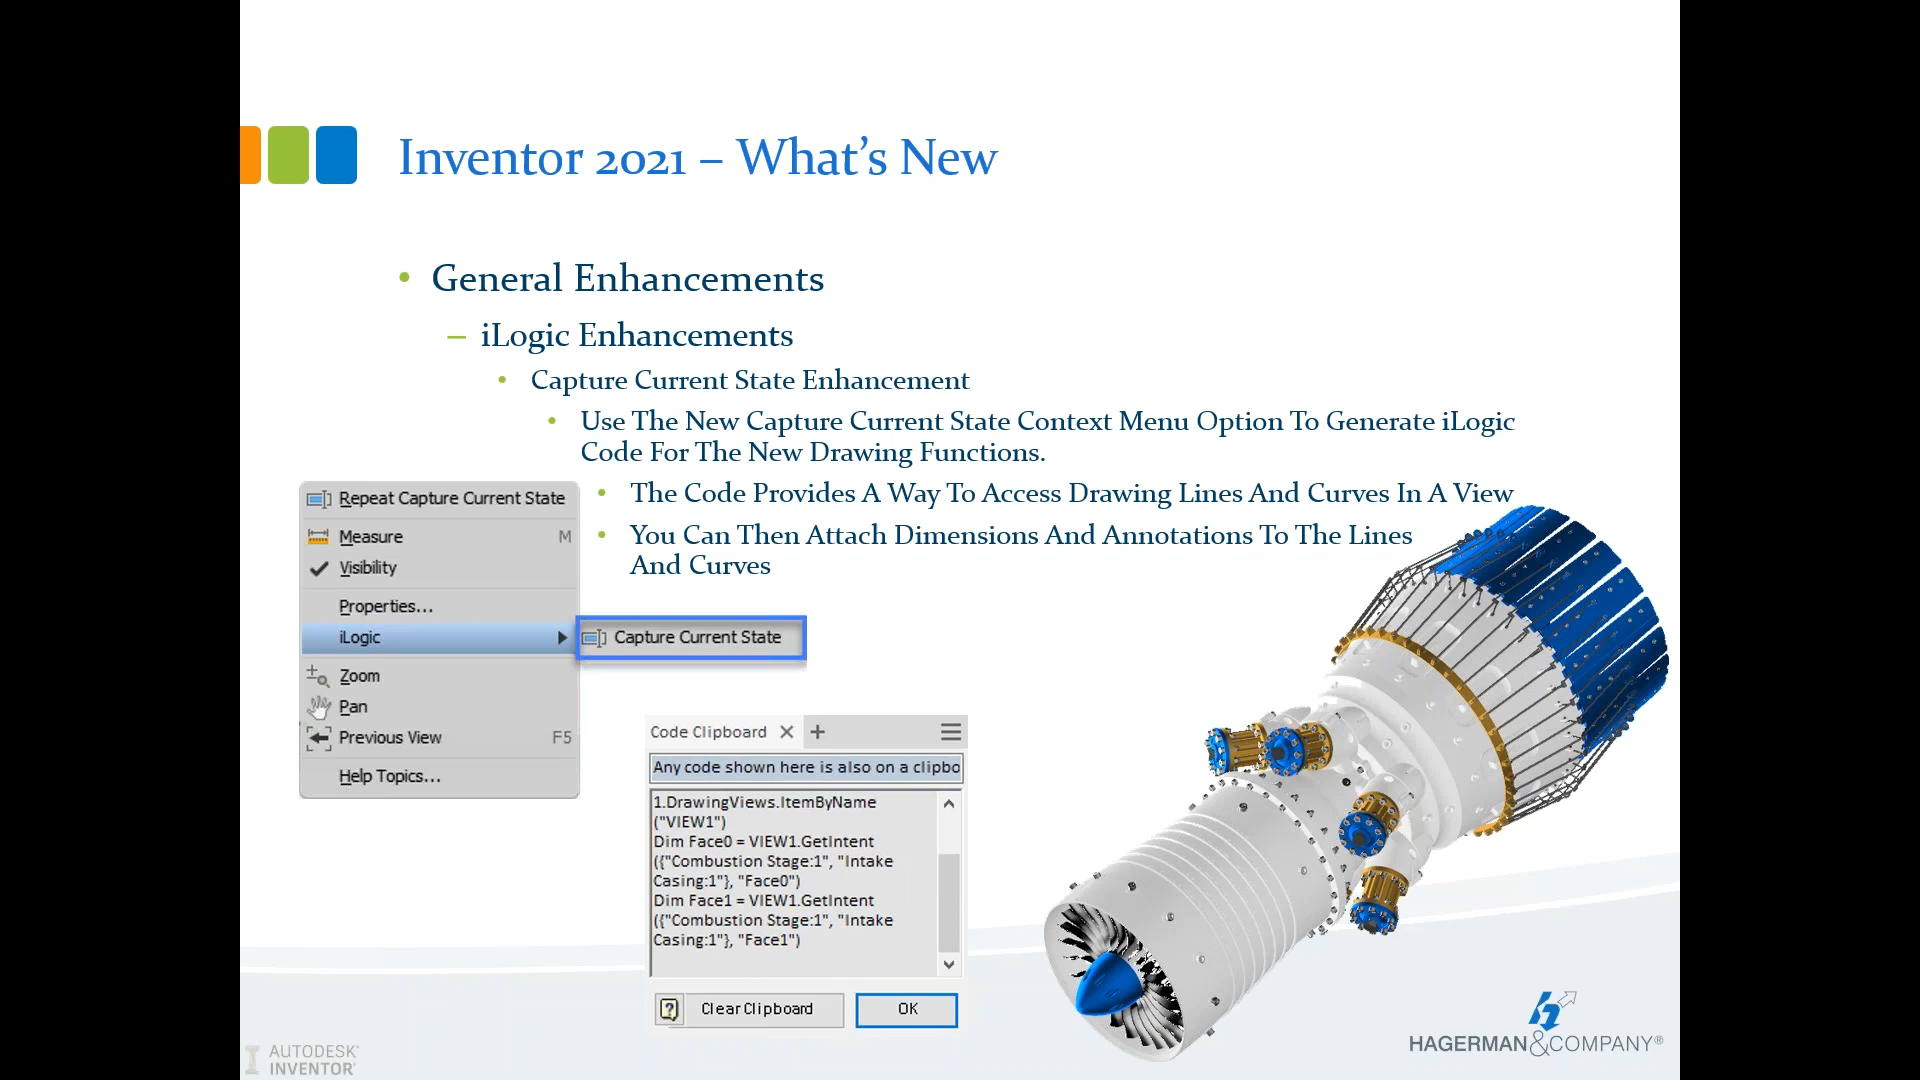 Inventor 2021 – What's New
• General Enhancements
– iLogic Enhancements
• Capture Current State Enhancement
• Use The New Capture Current State Context Menu Option To Generate iLogic
Code For The New Drawing Functions.
• The Code Provides A Way To Access Drawing Lines And Curves In A View
• You Can Then Attach Dimensions And Annotations To The Lines
And Curves
Repeat Capture Current State
Measure M
Visibility
Properties...
iLogic
Capture Current State
Zoom
Pan
Previous View F5
Help Topics...
Code Clipboard
Any code shown here is also on a clipbo
1.DrawingViews.ItemByName
("VIEW1")
Dim Face0 = VIEW1.GetIntent
({"Combustion Stage:1", "Intake
Casing:1"}, "Face0")
Dim Face1 = VIEW1.GetIntent
({"Combustion Stage:1", "Intake
Casing:1"}, "Face1")
Clear Clipboard
OK
AUTODESK®
INVENTOR®
HAGERMAN&COMPANY®